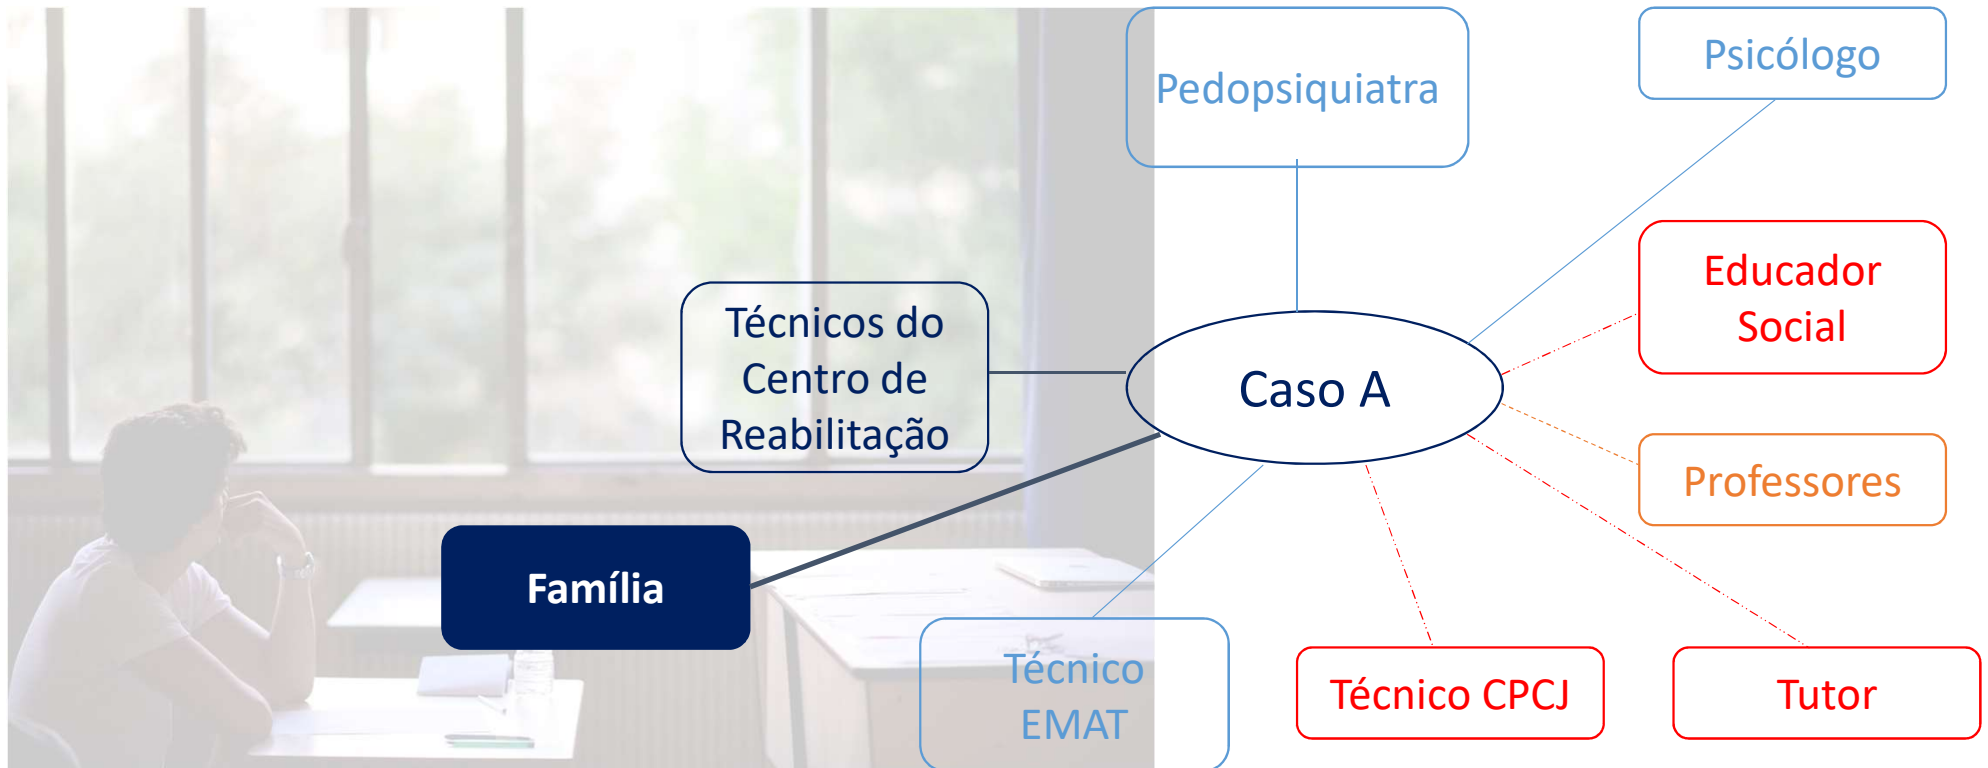 Pedopsiquiatra
Psicólogo
Educador
Social
Técnicos do
Centro de
Reabilitação
Caso A
Professores
Família
Técnico
EMAT
Técnico CPCJ
Tutor